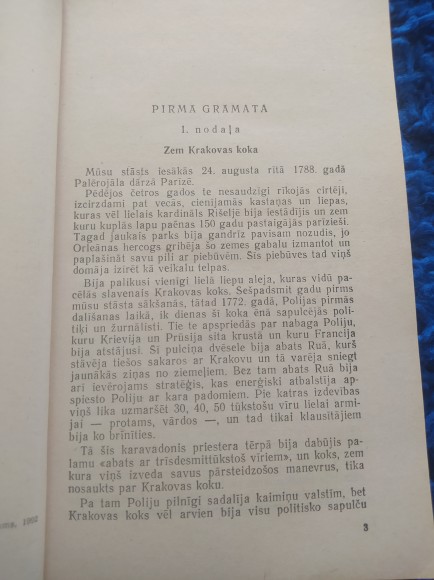 PIRMĀ GRĀMATA
1. nodaļa
Zem Krakovas koka
Mūsu stāsts iesākās 24. augusta rītā 1788. gadā
Palērojāla dārzā Parīzē.
Pēdējos četros gados te nesaudzīgi rīkojās cirtēji,
izcirzdami pat vecās, cienījamās kastaņas un liepas,
kuras vēl lielais kardināls Rišeljē bija iestādījis un zem
kuru kuplās lapu paēnas 150 gadu pastaigājās parīzieši.
Tagad jaukais parks bija gandrīz pavisam nozudis, jo
Orleānas hercogs gribēja šo zemes gabalu izmantot un
paplašināt savu pili ar piebūvēm. Šīs piebūves tad viņš
domāja izīrēt kā veikalu telpas.
Bija palikusi vienīgi lielā liepu aleja, kuras vidū pa-
cēlās slavenais Krakovas koks. Sešpadsmit gadu pirms
mūsu stāsta sākšanās, tātad 1772. gadā, Polijas pirmās
dalīšanas laikā, ik dienas šī koka ēnā sapulcējās poli-
tiķi un žurnālisti. Tie te apspriedās par nabaga Poliju,
kuru Krievija un Prūsija sita krustā un kuru Francija
bija atstājusi. Šī pulciņa dvēsele bija abats Ruā, kurš
stāvēja tiešos sakaros ar Krakovu un tā varēja sniegt
jaunākās ziņas no ziemeļiem. Bez tam abats Ruā bija
arī ievērojams stratēģis, kas enerģiski atbalstīja ap-
spiesto Poliju ar kara padomiem. Pie katras izdevības
viņš lika uzmaršēt 30, 40, 50 tūkstošu vīru lielai armi-
jai — protams, vārdos —, un tad tikai klausītājiem
bija ko brīnīties.
Tā šis karavadonis priestera tērpā bija dabūjis pa-
lamu «abats ar trīsdesmittūkstoš vīriem», un koks, zem
kura viņš izveda savus pārsteidzošos manevrus, tika
nosaukts par Krakovas koku.
Pa tam Poliju pilnīgi sadalīja kaimiņu valstīm, bet
Krakovas koks vēl arvien bija visu politisko sapulču
3